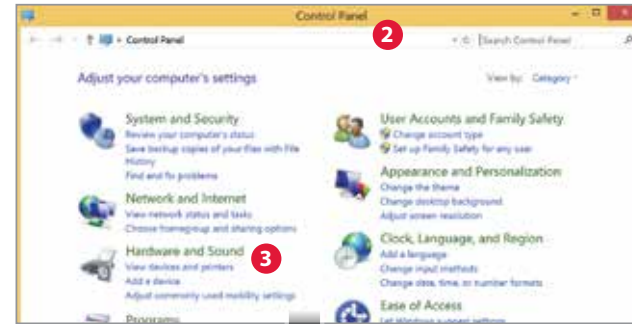 Control Panel
2
Control Panel
Search Control Panel
Adjust your computer's settings
View by: Category
System and Security
Review your computer's status
Save backup copies of your files with File
History
Find and fix problems
Network and Internet
View network status and tasks
Choose homegroup and sharing options
Hardware and Sound
3
View devices and printers
Add a device
Adjust commonly used mobility settings
Programs
User Accounts and Family Safety
Change account type
Set up Family Safety for any user
Appearance and Personalization
Change the theme
Change desktop background
Adjust screen resolution
Clock, Language, and Region
Add a language
Change input methods
Change date, time, or number formats
Ease of Access
Let Windows suggest settings